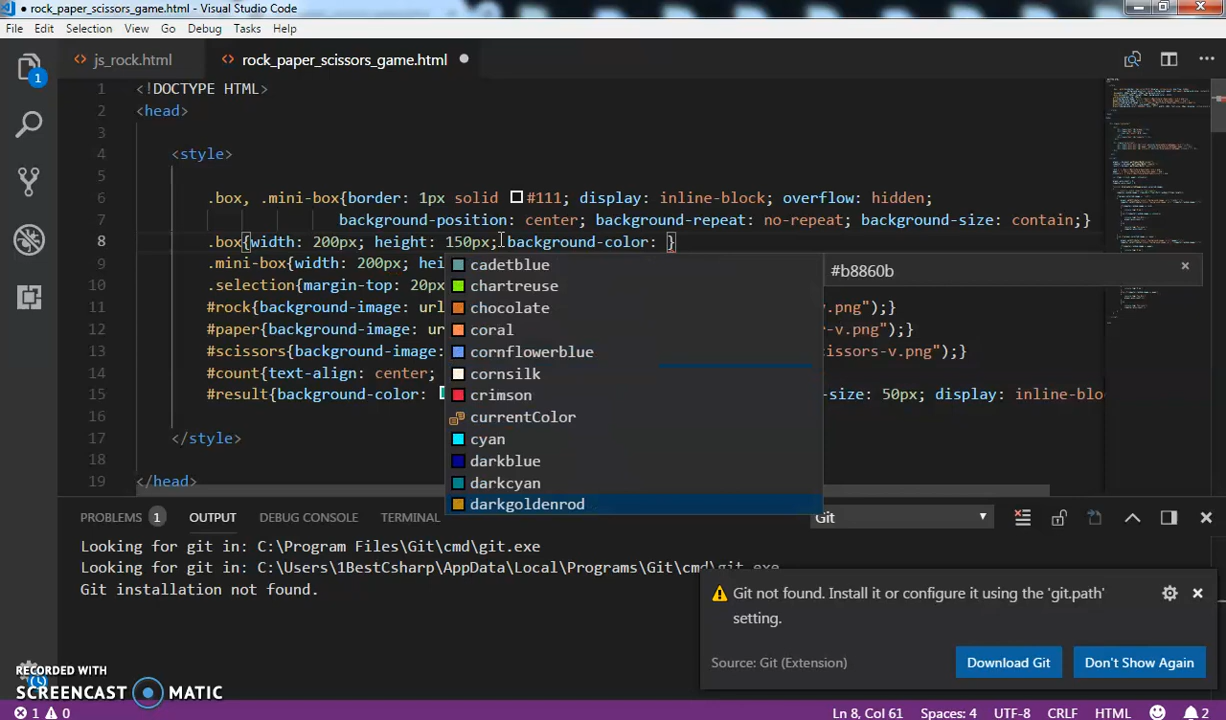 rock_paper_scissors_game.html - Visual Studio Code
File Edit Selection View Go Debug Tasks Help
js_rock.html rock_paper_scissors_game.html
1 <!DOCTYPE HTML>
2 <head>
3
4 <style>
5
6 .box, .mini-box{border: 1px solid #111; display: inline-block; overflow: hidden;
7 background-position: center; background-repeat: no-repeat; background-size: contain;}
8 .box{width: 200px; height: 150px; background-color: }
9 .mini-box{width: 200px; hei
10 .selection{margin-top: 20px
11 #rock{background-image: url v.png");}
12 #paper{background-image: ur -v.png");}
13 #scissors{background-image: issors-v.png");}
14 #count{text-align: center;
15 #result{background-color: -size: 50px; display: inline-bloc
16
17 </style>
18
19 </head>
cadetblue
chartreuse
chocolate
coral
cornflowerblue
cornsilk
crimson
currentColor
cyan
darkblue
darkcyan
darkgoldenrod
#b8860b
1
PROBLEMS 1 OUTPUT DEBUG CONSOLE TERMINAL Git
Looking for git in: C:\Program Files\Git\cmd\git.exe
Looking for git in: C:\Users\1BestCsharp\AppData\Local\Programs\Git\cmd\git.exe
Git installation not found.
Git not found. Install it or configure it using the 'git.path'
setting.
Source: Git (Extension) Download Git Don't Show Again
RECORDED WITH
SCREENCAST MATIC
1 0 Ln 8, Col 61 Spaces: 4 UTF-8 CRLF HTML 2